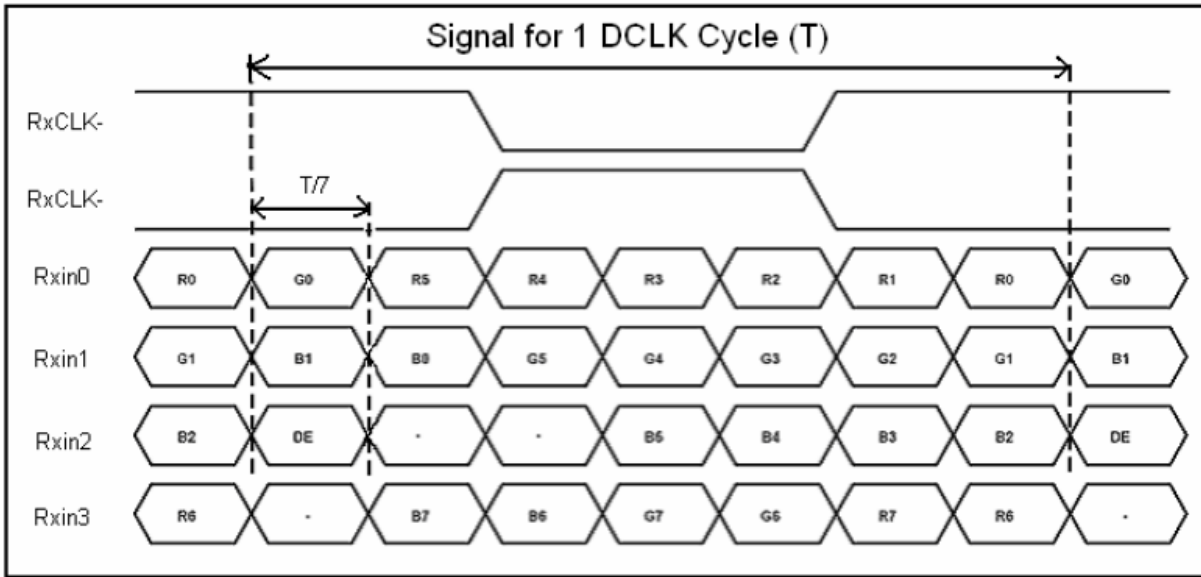 Signal for 1 DCLK Cycle (T)
RxCLK-
RxCLK-
T/7
Rxin0 R0 G0 R5 R4 R3 R2 R1 R0 G0
Rxin1 G1 B1 B0 G5 G4 G3 G2 G1 B1
Rxin2 B2 DE - - B5 B4 B3 B2 DE
Rxin3 R6 - B7 B6 G7 G6 R7 R6 -